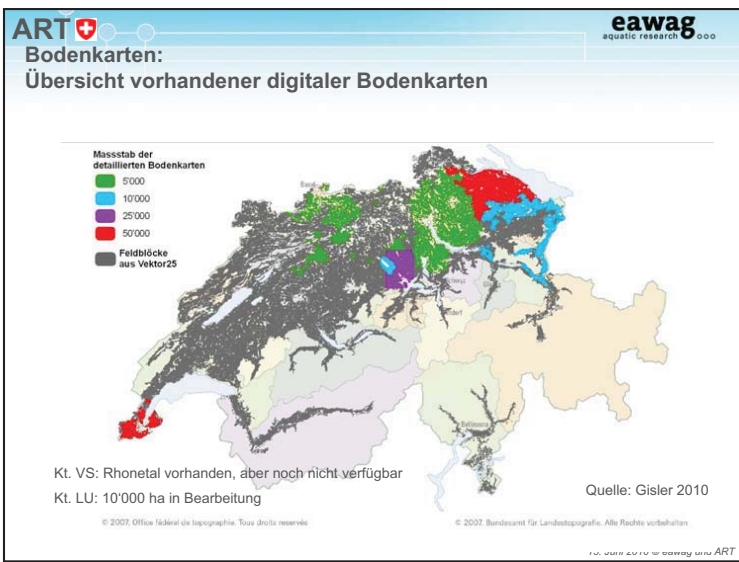 ART
eawag
aquatic research
Bodenkarten:
Übersicht vorhandener digitaler Bodenkarten
Massstab der
detaillierten Bodenkarten
5'000
10'000
25'000
50'000
Feldblöcke
aus Vektor25
Bellinzona
Kt. VS: Rhonetal vorhanden, aber noch nicht verfügbar
Kt. LU: 10‘000 ha in Bearbeitung
Quelle: Gisler 2010
© 2007, Office fédéral de topographie. Tous droits reservés
© 2007, Bundesamt für Landestopografie. Alle Rechte vorbehalten
15. Juni 2010 © eawag und ART